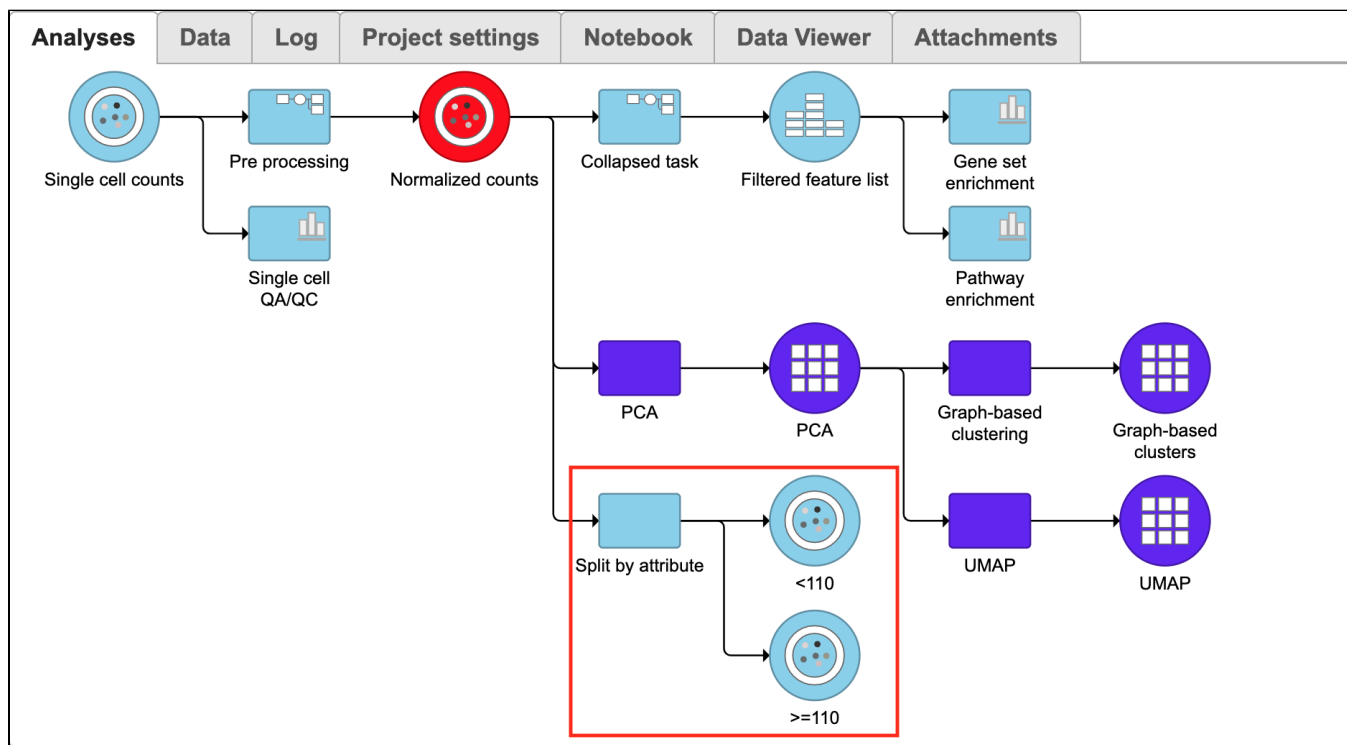 Analyses
Data
Log
Project settings
Notebook
Data Viewer
Attachments
Single cell counts
Pre processing
Normalized counts
Collapsed task
Filtered feature list
Gene set
enrichment
Single cell
QA/QC
Pathway
enrichment
PCA
PCA
Graph-based
clustering
Graph-based
clusters
Split by attribute
<110
UMAP
UMAP
>=110